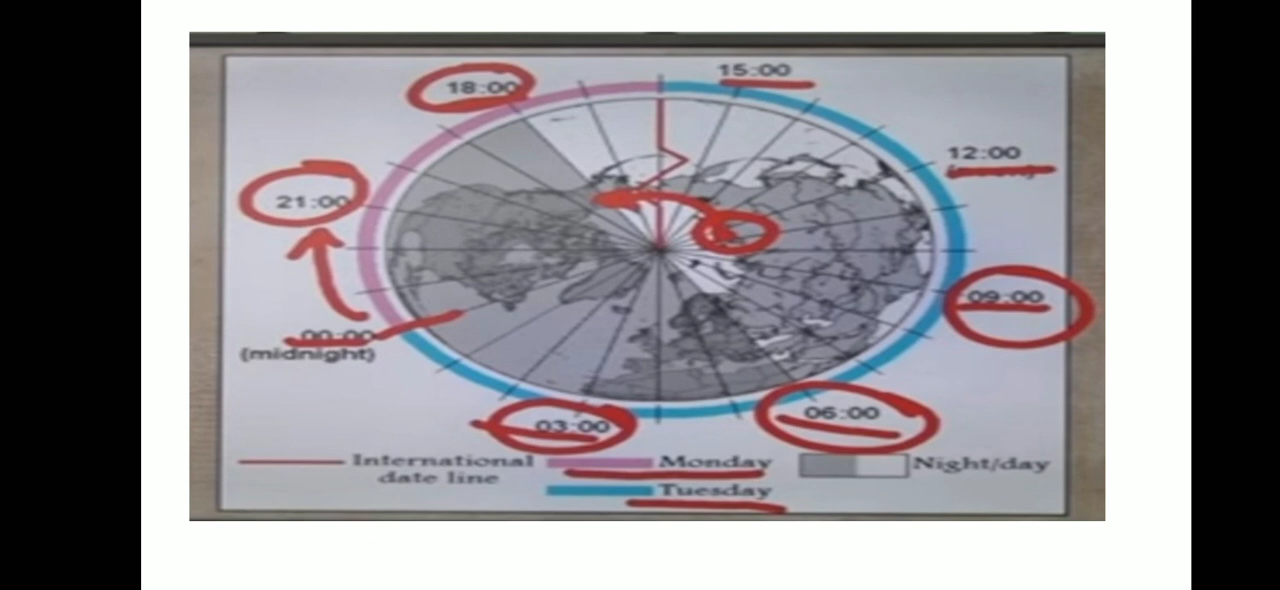 15:00
18:00
12:00
21:00
09:00
00:00
(midnight)
06:00
03:00
International
date line
Monday
Tuesday
Night/day